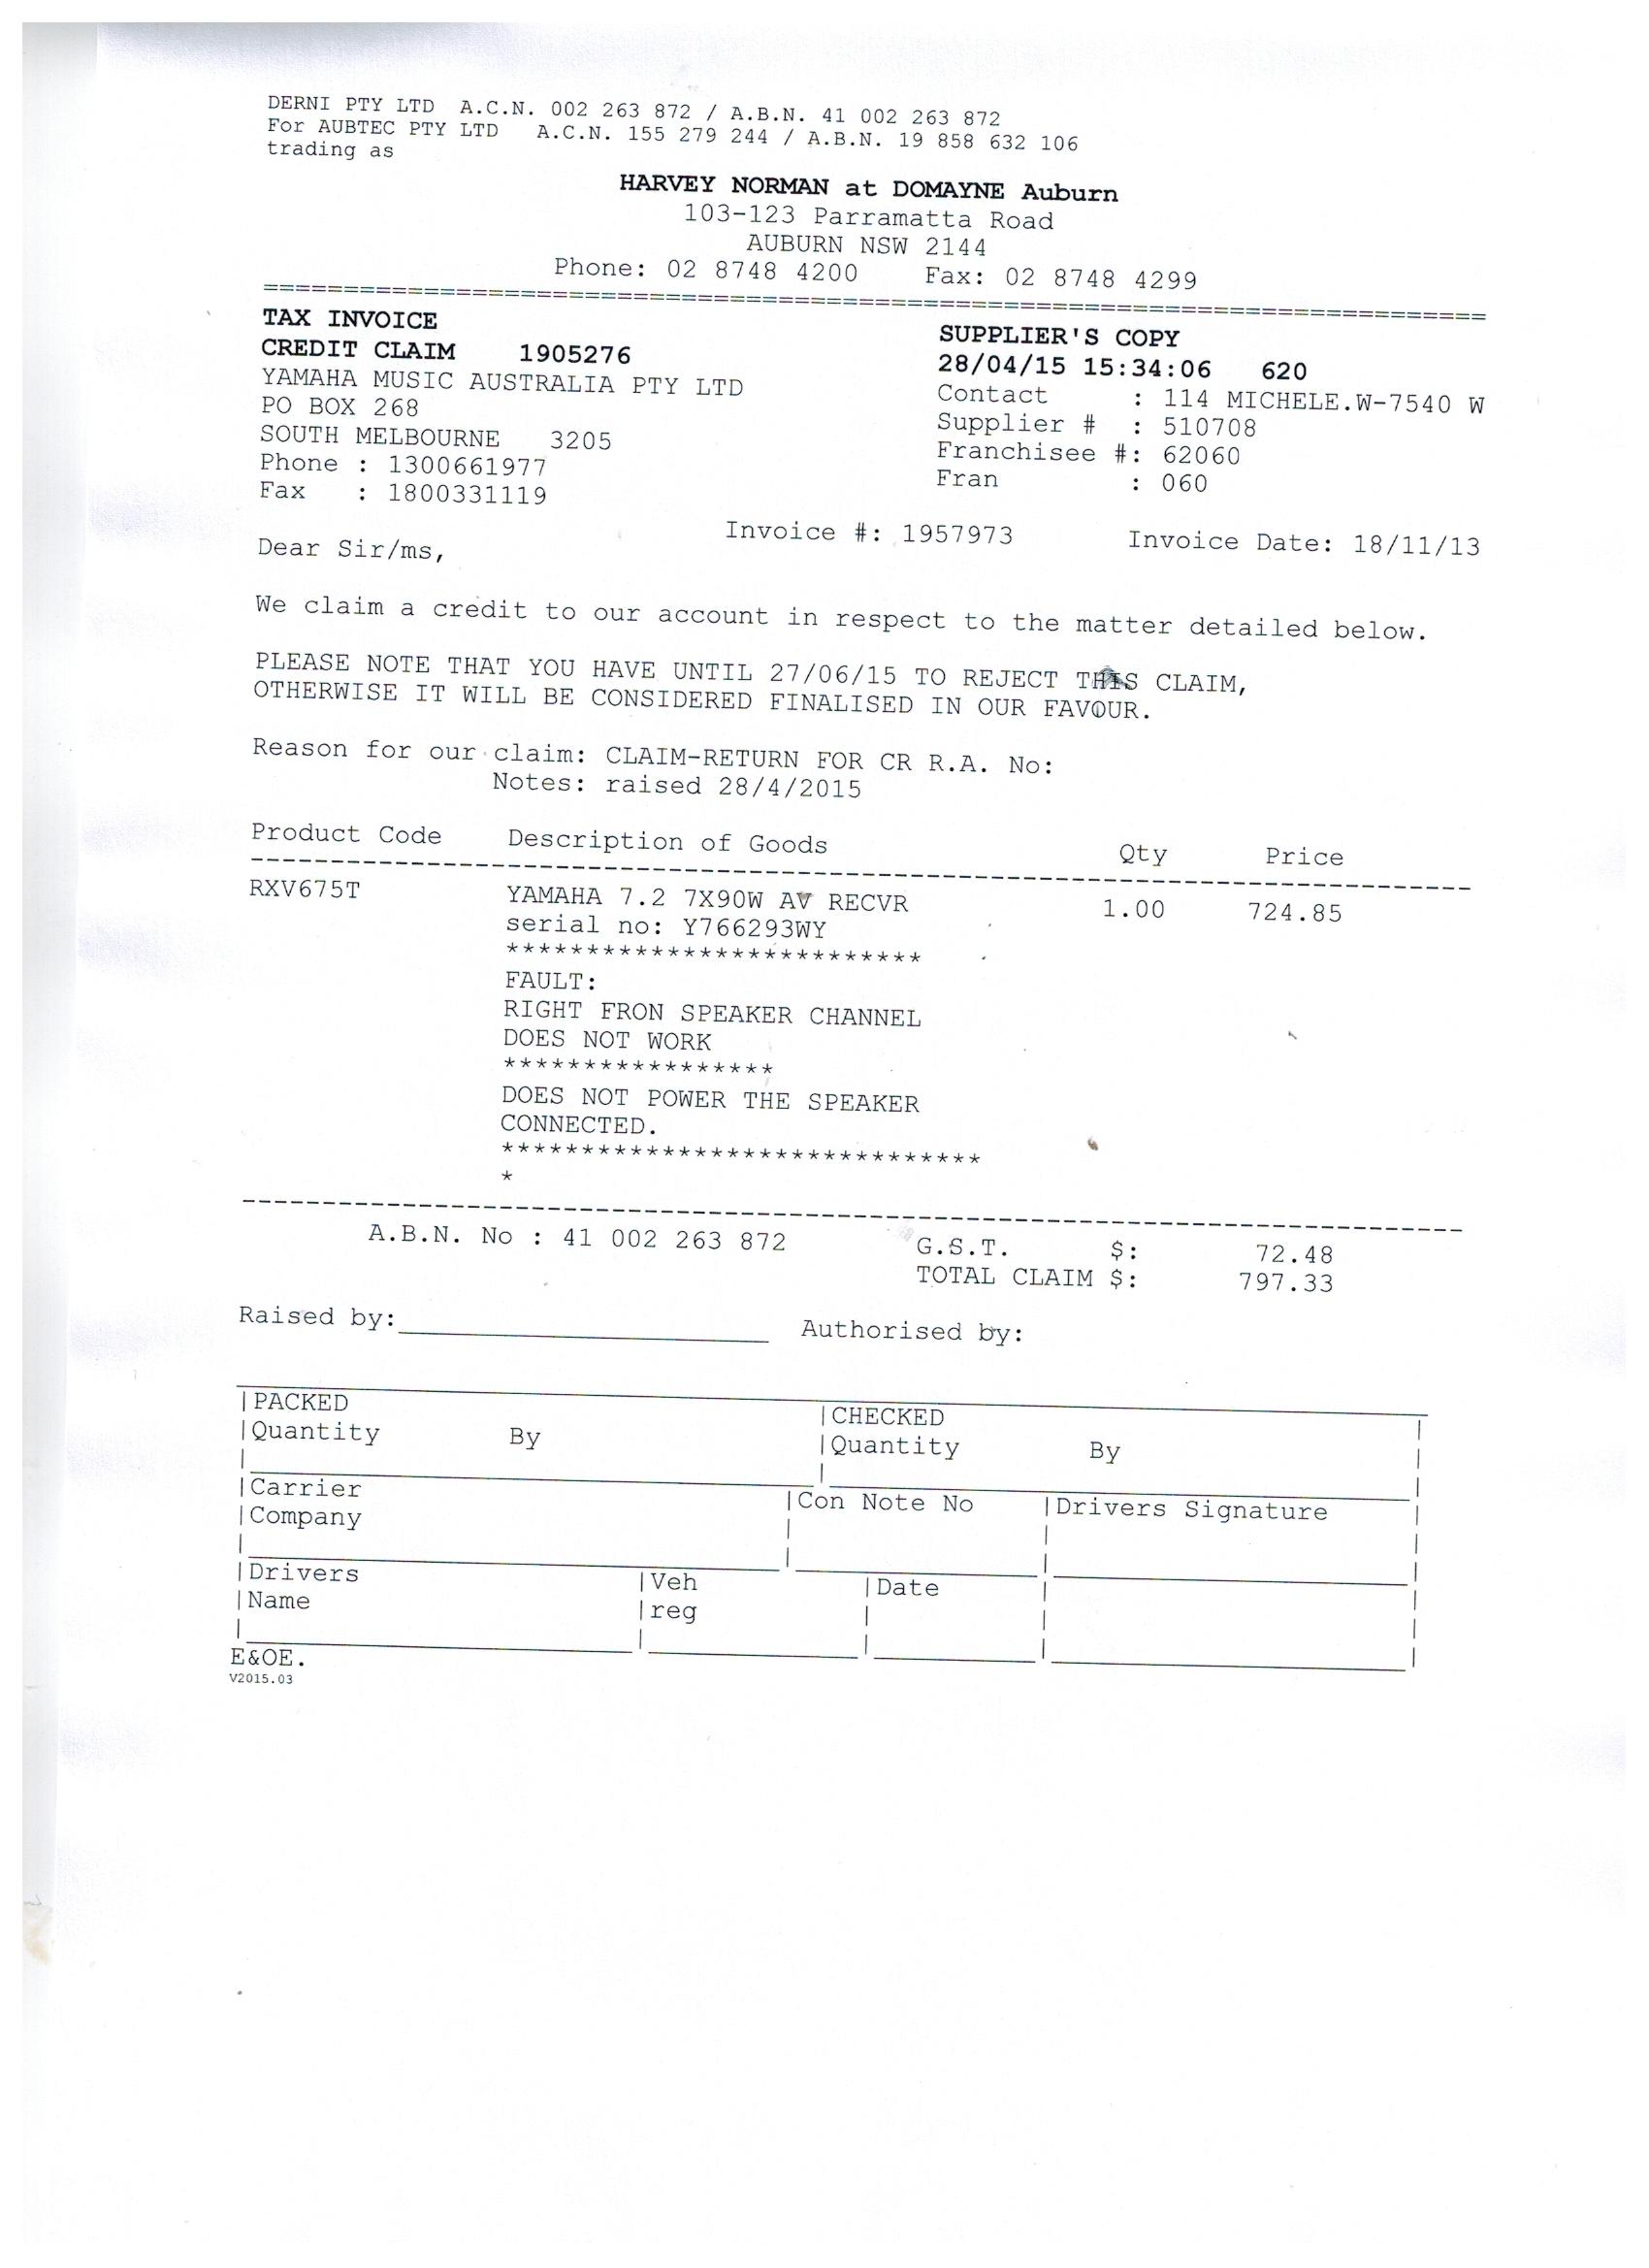 DERNI PTY LTD A.C.N. 002 263 872 / A.B.N. 41 002 263 872
For AUBTEC PTY LTD A.C.N. 155 279 244 / A.B.N. 19 858 632 106
trading as
HARVEY NORMAN at DOMAYNE Auburn
103-123 Parramatta Road
AUBURN NSW 2144
Phone: 02 8748 4200 Fax: 02 8748 4299
================================================================================
TAX INVOICE SUPPLIER'S COPY
CREDIT CLAIM 1905276 28/04/15 15:34:06 620
YAMAHA MUSIC AUSTRALIA PTY LTD Contact : 114 MICHELE.W-7540 W
PO BOX 268 Supplier # : 510708
SOUTH MELBOURNE 3205 Franchisee #: 62060
Phone : 1300661977 Fran : 060
Fax : 1800331119
Invoice #: 1957973 Invoice Date: 18/11/13
Dear Sir/ms,
We claim a credit to our account in respect to the matter detailed below.
PLEASE NOTE THAT YOU HAVE UNTIL 27/06/15 TO REJECT THIS CLAIM,
OTHERWISE IT WILL BE CONSIDERED FINALISED IN OUR FAVOUR.
Reason for our claim: CLAIM-RETURN FOR CR R.A. No:
Notes: raised 28/4/2015
Product Code Description of Goods Qty Price
RXV675T YAMAHA 7.2 7X90W AV RECVR 1.00 724.85
serial no: Y766293WY
**************************
FAULT:
RIGHT FRON SPEAKER CHANNEL
DOES NOT WORK
*****************
DOES NOT POWER THE SPEAKER
CONNECTED.
******************************
*
A.B.N. No : 41 002 263 872 G.S.T. $: 72.48
TOTAL CLAIM $: 797.33
Raised by: Authorised by:
PACKED CHECKED
Quantity By Quantity By
Carrier Con Note No Drivers Signature
Company
Drivers Veh Date
Name reg
E&OE.
V2015.03